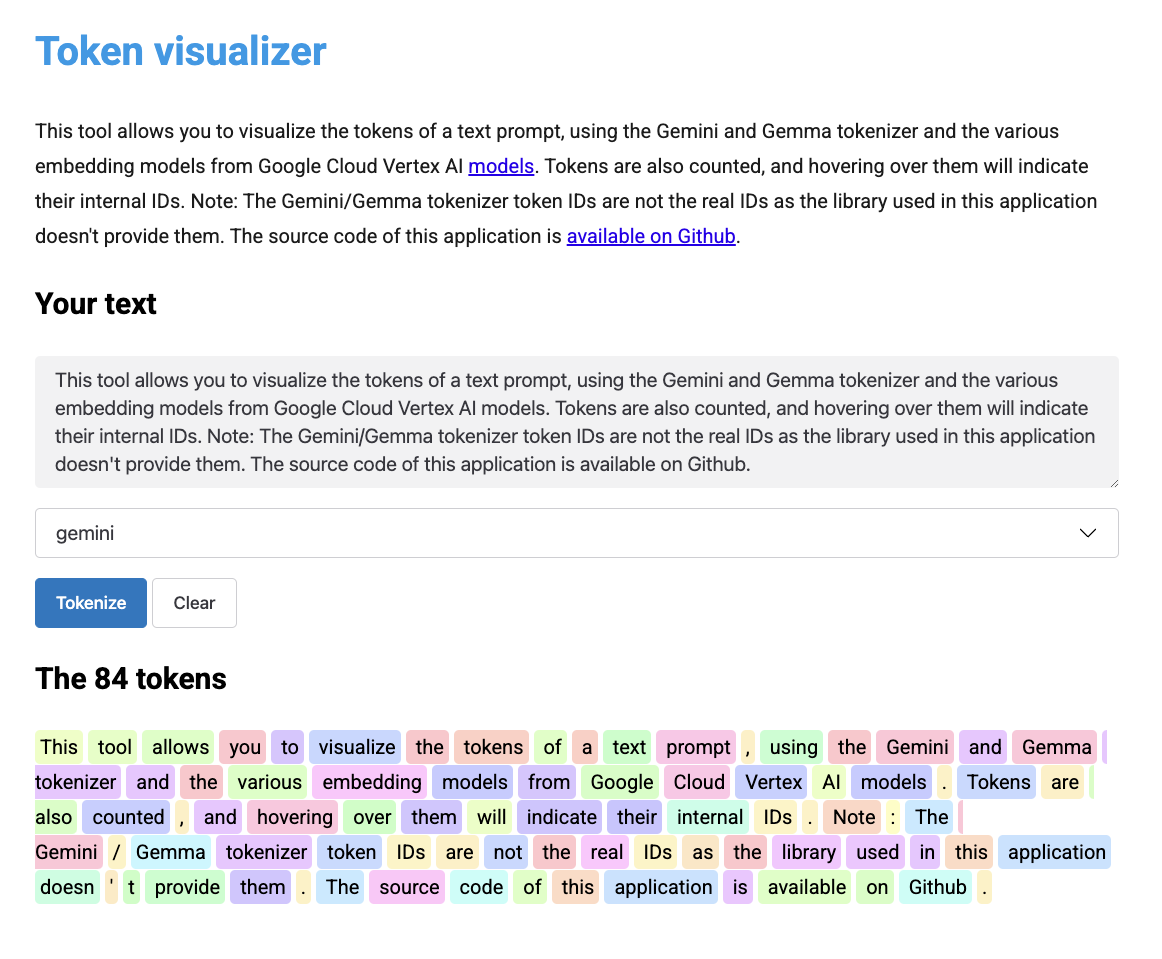 Token visualizer
This tool allows you to visualize the tokens of a text prompt, using the Gemini and Gemma tokenizer and the various
embedding models from Google Cloud Vertex AI models. Tokens are also counted, and hovering over them will indicate
their internal IDs. Note: The Gemini/Gemma tokenizer token IDs are not the real IDs as the library used in this application
doesn't provide them. The source code of this application is available on Github.
Your text
This tool allows you to visualize the tokens of a text prompt, using the Gemini and Gemma tokenizer and the various
embedding models from Google Cloud Vertex AI models. Tokens are also counted, and hovering over them will indicate
their internal IDs. Note: The Gemini/Gemma tokenizer token IDs are not the real IDs as the library used in this application
doesn't provide them. The source code of this application is available on Github.
gemini
Tokenize Clear
The 84 tokens
This tool allows you to visualize the tokens of a text prompt , using the Gemini and Gemma
tokenizer and the various embedding models from Google Cloud Vertex AI models . Tokens are
also counted , and hovering over them will indicate their internal IDs . Note : The
Gemini / Gemma tokenizer token IDs are not the real IDs as the library used in this application
doesn ' t provide them . The source code of this application is available on Github .